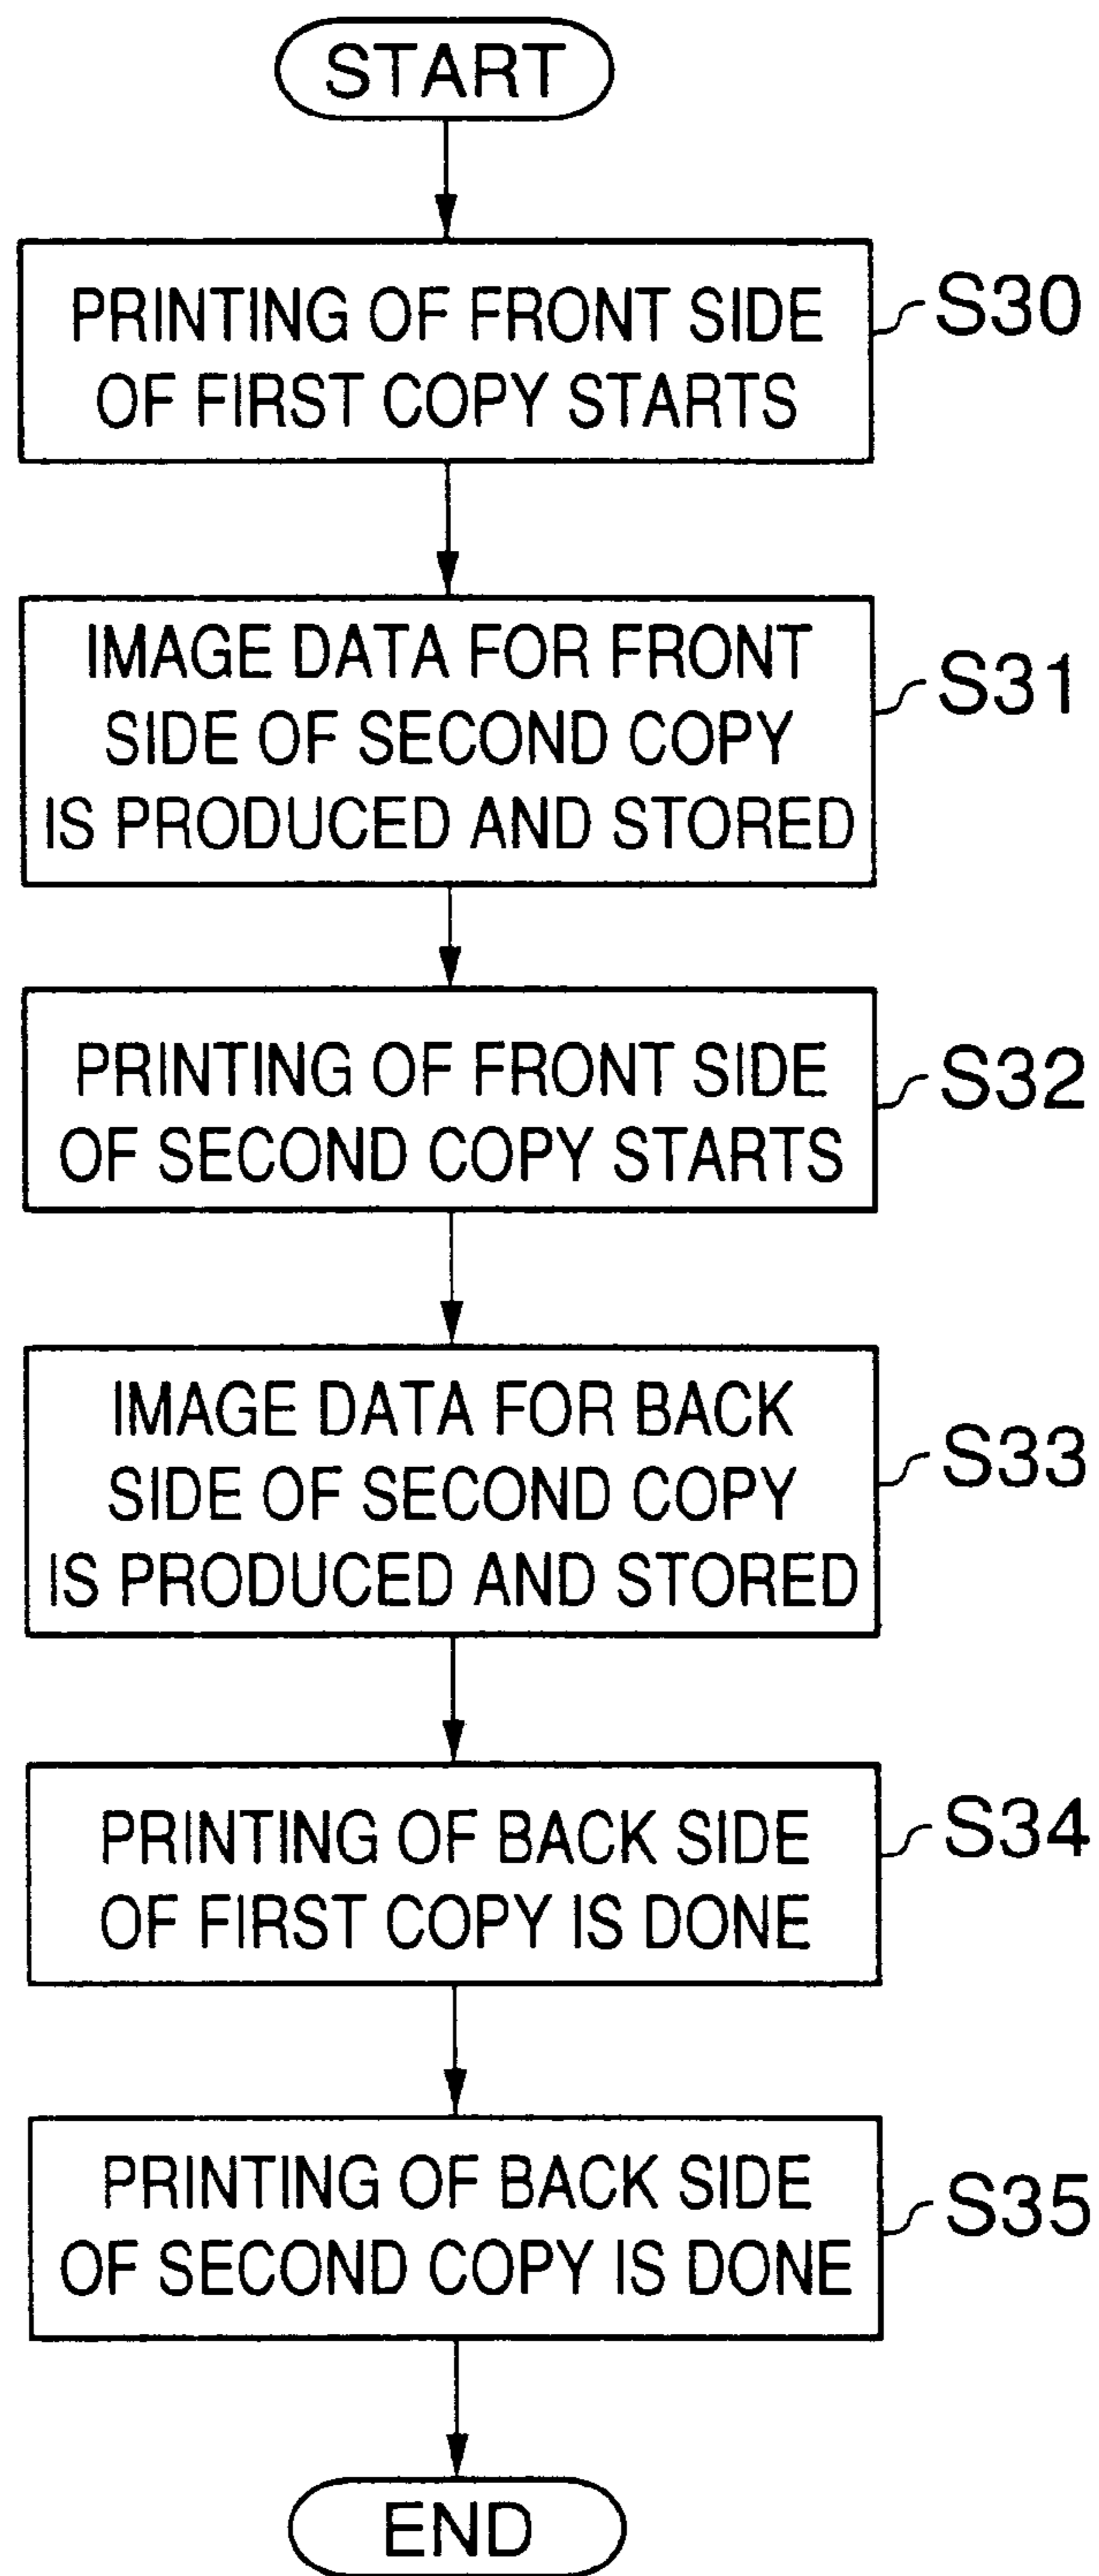 START
PRINTING OF FRONT SIDE
OF FIRST COPY STARTS
S30
IMAGE DATA FOR FRONT
SIDE OF SECOND COPY
IS PRODUCED AND STORED
S31
PRINTING OF FRONT SIDE
OF SECOND COPY STARTS
S32
IMAGE DATA FOR BACK
SIDE OF SECOND COPY
IS PRODUCED AND STORED
S33
PRINTING OF BACK SIDE
OF FIRST COPY IS DONE
S34
PRINTING OF BACK SIDE
OF SECOND COPY IS DONE
S35
END